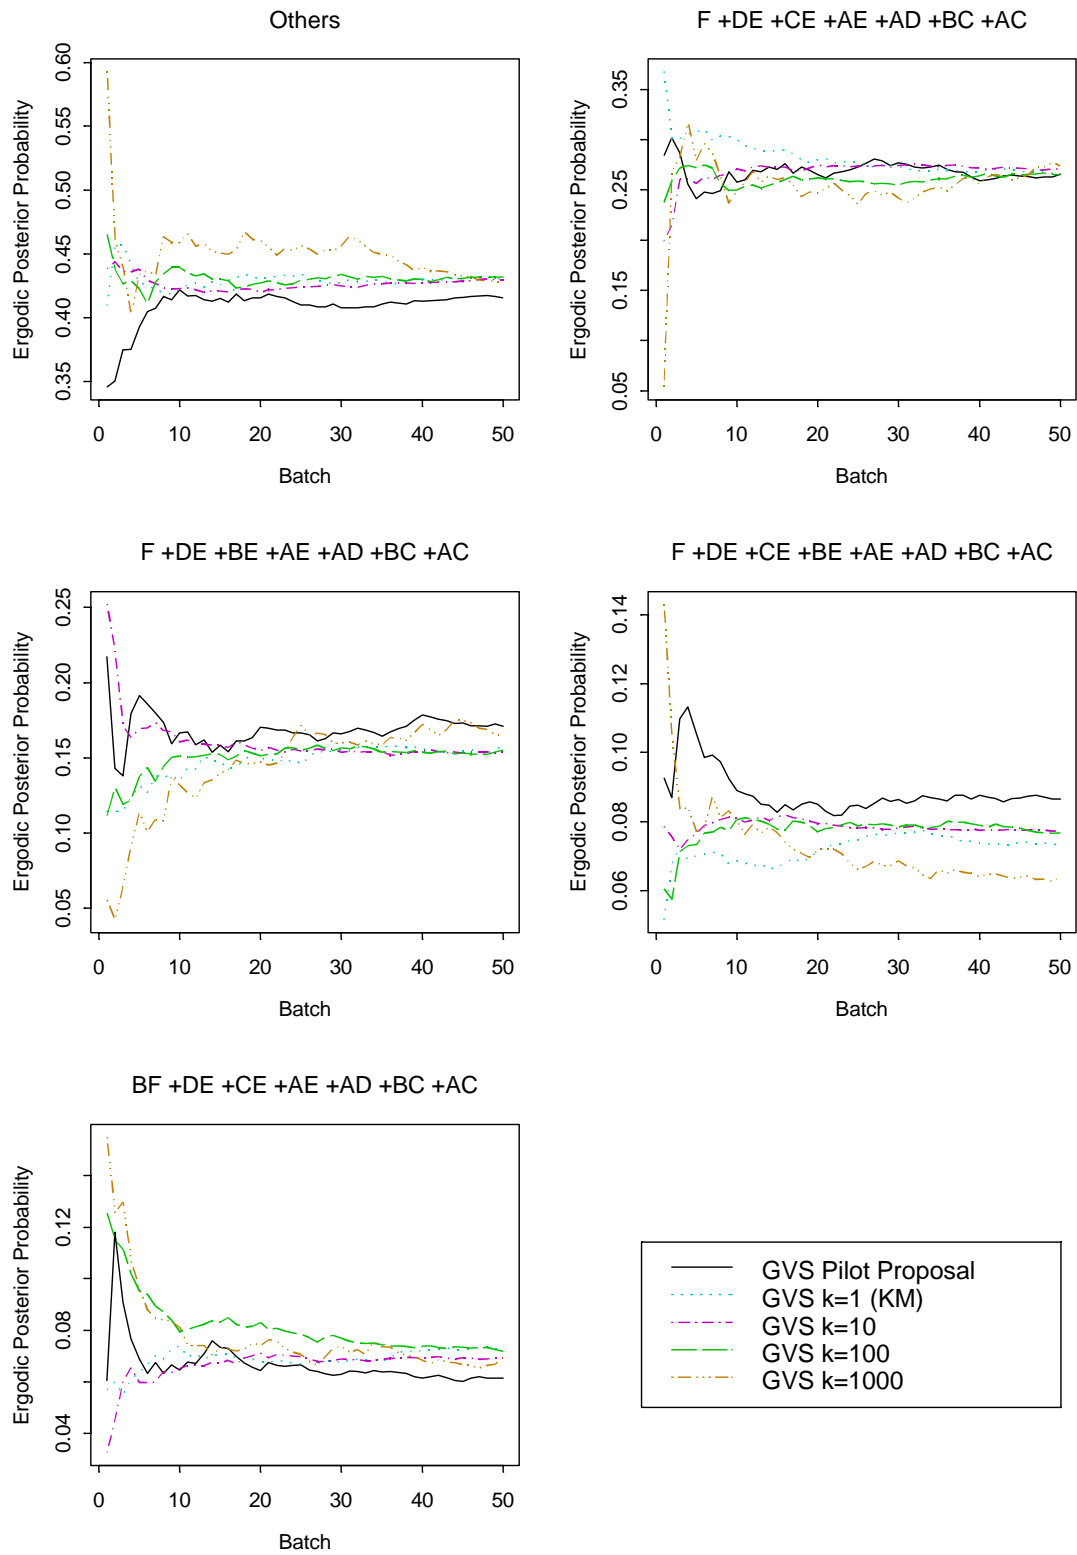 Others
Ergodic Posterior Probability
0.35 0.40 0.45 0.50 0.55 0.60
0 10 20 30 40 50
Batch
F +DE +CE +AE +AD +BC +AC
Ergodic Posterior Probability
0.05 0.15 0.25 0.35
0 10 20 30 40 50
Batch
F +DE +BE +AE +AD +BC +AC
Ergodic Posterior Probability
0.05 0.10 0.15 0.20 0.25
0 10 20 30 40 50
Batch
F +DE +CE +BE +AE +AD +BC +AC
Ergodic Posterior Probability
0.06 0.08 0.10 0.12 0.14
0 10 20 30 40 50
Batch
BF +DE +CE +AE +AD +BC +AC
Ergodic Posterior Probability
0.04 0.08 0.12
0 10 20 30 40 50
Batch
GVS Pilot Proposal
GVS k=1 (KM)
GVS k=10
GVS k=100
GVS k=1000